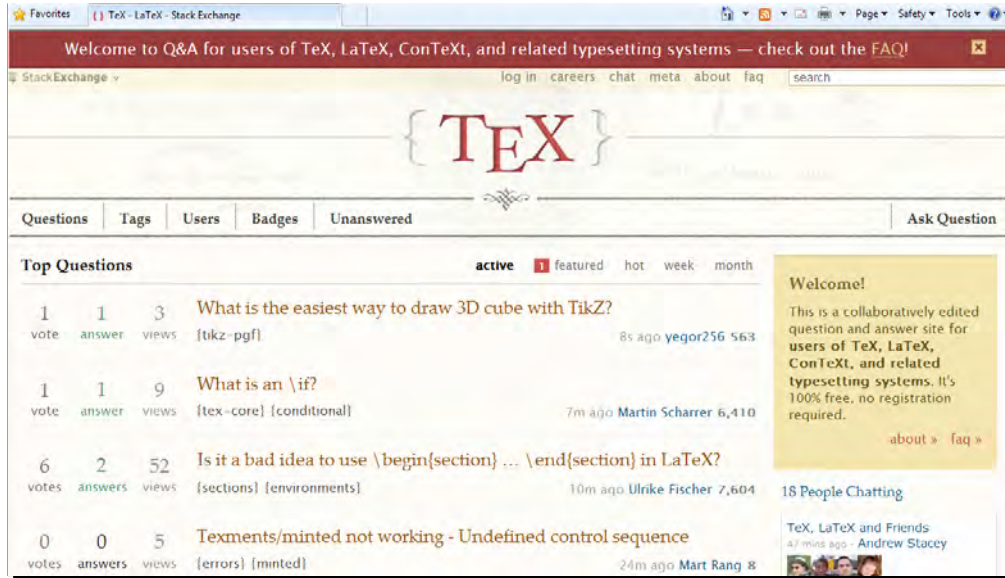 Favorites
{ } TeX - LaTeX - Stack Exchange
Page
Safety
Tools
Welcome to Q&A for users of TeX, LaTeX, ConTeXt, and related typesetting systems — check out the FAQ!
StackExchange
log in careers chat meta about faq
search
{ TEX }
Questions
Tags
Users
Badges
Unanswered
Ask Question
Top Questions
active 1 featured hot week month
1 1 3
What is the easiest way to draw 3D cube with TikZ?
vote answer views
[tikz-pgf]
8s ago yegor256 563
1 1 9
What is an \if?
vote answer views
[tex-core] [conditional]
7m ago Martin Scharrer 6,410
6 2 52
Is it a bad idea to use \begin{section} ... \end{section} in LaTeX?
votes answers views
[sections] [environments]
10m ago Ulrike Fischer 7,604
0 0 5
Texments/minted not working - Undefined control sequence
votes answers views
[errors] [minted]
24m ago Mart Rang 8
Welcome!
This is a collaboratively edited
question and answer site for
users of TeX, LaTeX,
ConTeXt, and related
typesetting systems. It's
100% free, no registration
required.
about » faq »
18 People Chatting
TeX, LaTeX and Friends
47 mins ago - Andrew Stacey